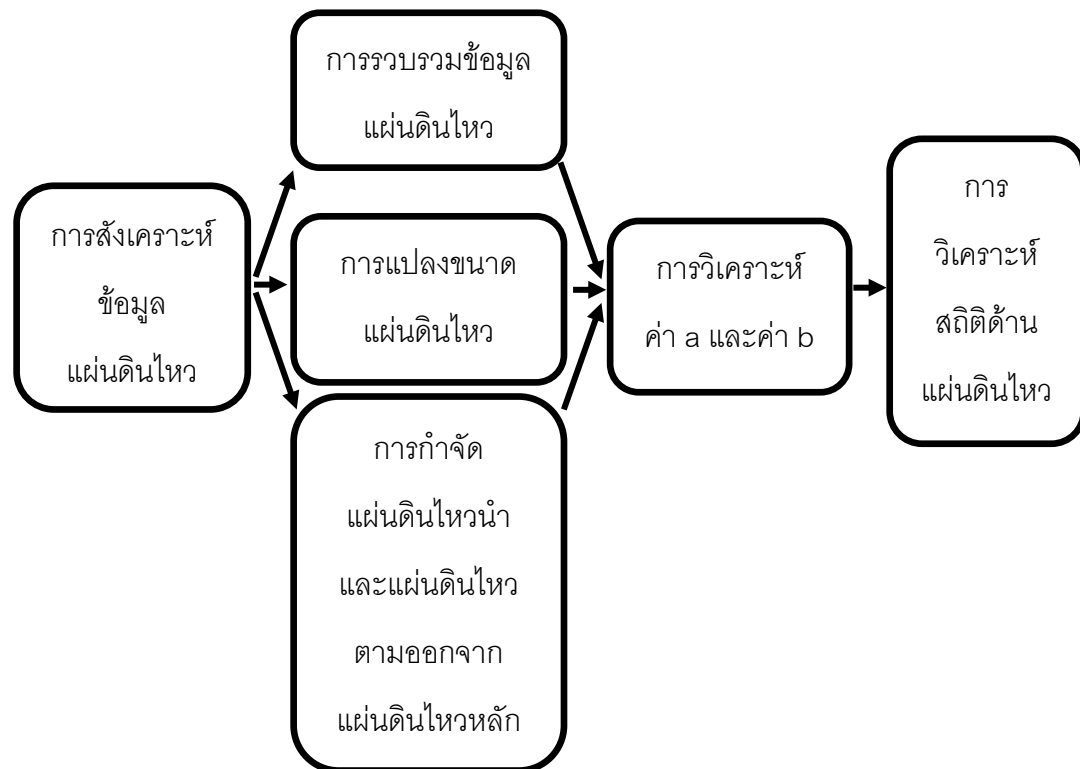 การสังเคราะห์
ข้อมูล
แผ่นดินไหว
การรวบรวมข้อมูล
แผ่นดินไหว
การแปลงขนาด
แผ่นดินไหว
การกำจัด
แผ่นดินไหวนำ
และแผ่นดินไหว
ตามออกจาก
แผ่นดินไหวหลัก
การวิเคราะห์
ค่า a และค่า b
การ
วิเคราะห์
สถิติด้าน
แผ่นดินไหว